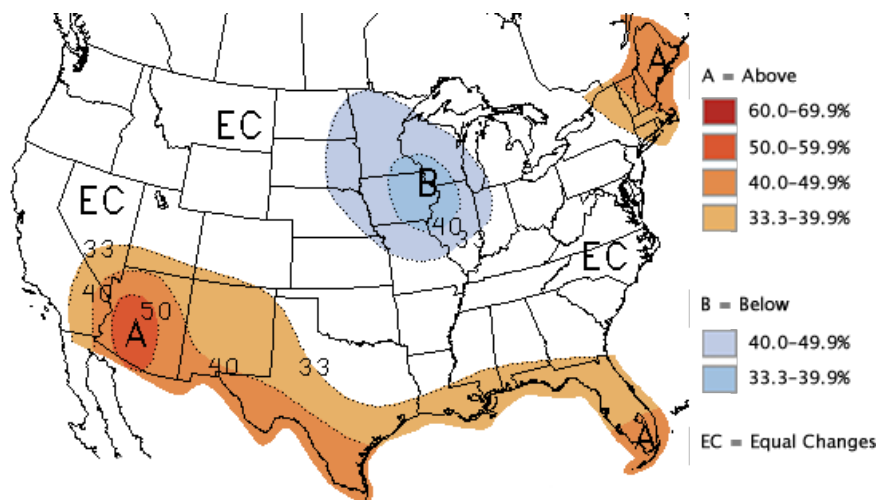 A
EC
B
EC
40
33
EC
33
40
50
A
40
33
A
A = Above
60.0-69.9%
50.0-59.9%
40.0-49.9%
33.3-39.9%
B = Below
40.0-49.9%
33.3-39.9%
EC = Equal Changes